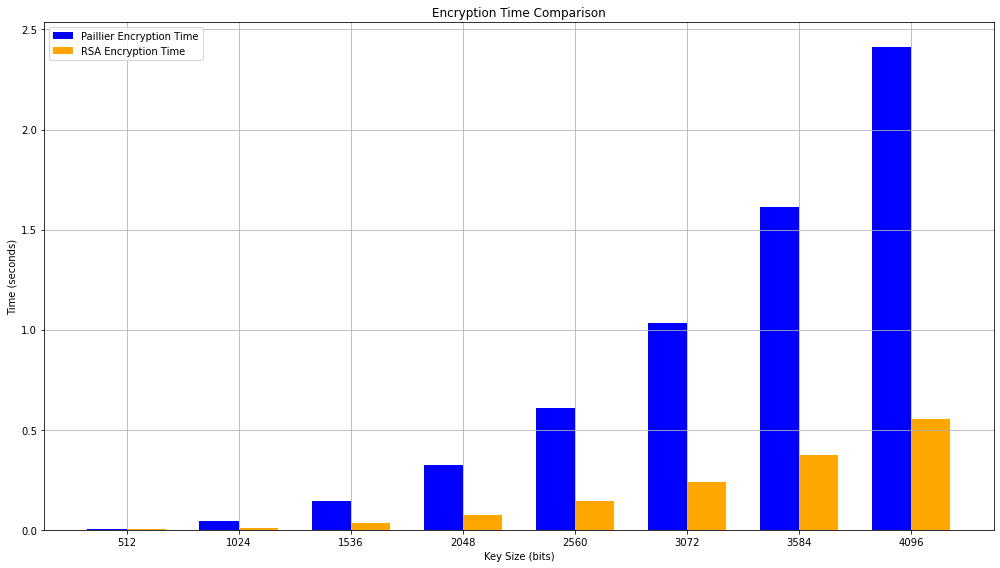 Encryption Time Comparison
Paillier Encryption Time
RSA Encryption Time
Time (seconds)
2.5
2.0
1.5
1.0
0.5
0.0
512 1024 1536 2048 2560 3072 3584 4096
Key Size (bits)